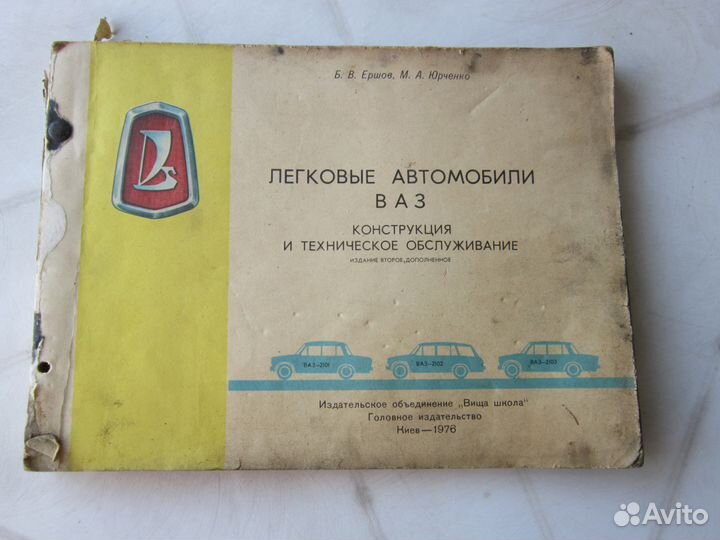 Б. В. Ершов, М. А. Юрченко
ЛЕГКОВЫЕ АВТОМОБИЛИ
ВАЗ
КОНСТРУКЦИЯ
И ТЕХНИЧЕСКОЕ ОБСЛУЖИВАНИЕ
ИЗДАНИЕ ВТОРОЕ, ДОПОЛНЕННОЕ
ВАЗ—2101 ВАЗ—2102 ВАЗ—2103
Издательское объединение „Вища школа"
Головное издательство
Киев—1976
Avito